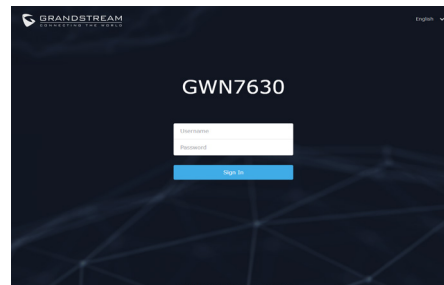 GRANDSTREAM
CONNECTING THE WORLD
English
GWN7630
Username
Password
Sign In